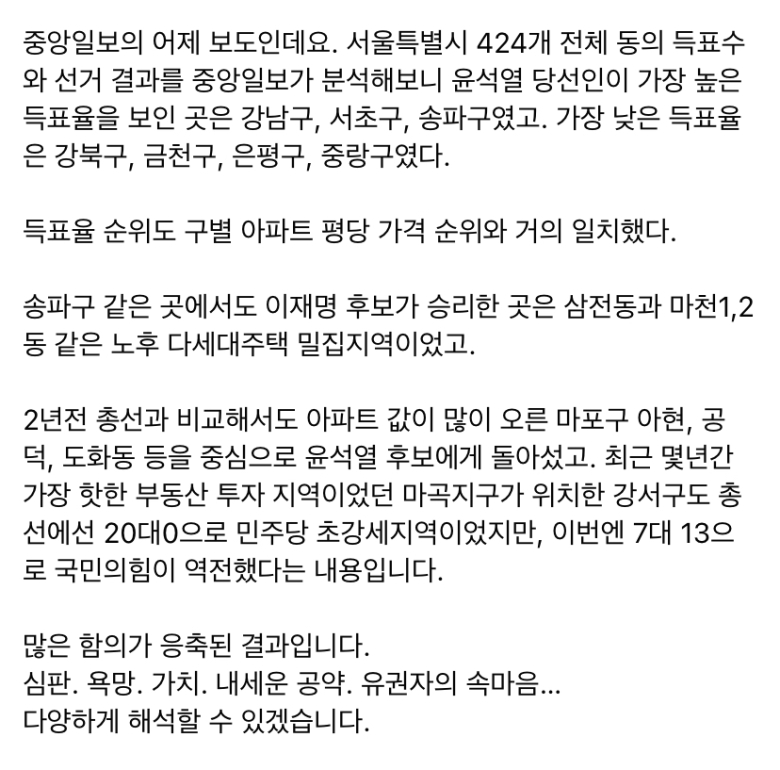 중앙일보의 어제 보도인데요. 서울특별시 424개 전체 동의 득표수
와 선거 결과를 중앙일보가 분석해보니 윤석열 당선인이 가장 높은
득표율을 보인 곳은 강남구, 서초구, 송파구였고. 가장 낮은 득표율
은 강북구, 금천구, 은평구, 중랑구였다.
득표율 순위도 구별 아파트 평당 가격 순위와 거의 일치했다.
송파구 같은 곳에서도 이재명 후보가 승리한 곳은 삼전동과 마천1,2
동 같은 노후 다세대주택 밀집지역이었고.
2년전 총선과 비교해서도 아파트 값이 많이 오른 마포구 아현, 공
덕, 도화동 등을 중심으로 윤석열 후보에게 돌아섰고. 최근 몇년간
가장 핫한 부동산 투자 지역이었던 마곡지구가 위치한 강서구도 총
선에선 20대0으로 민주당 초강세지역이었지만, 이번엔 7대 13으
로 국민의힘이 역전했다는 내용입니다.
많은 함의가 응축된 결과입니다.
심판. 욕망. 가치. 내세운 공약. 유권자의 속마음...
다양하게 해석할 수 있겠습니다.